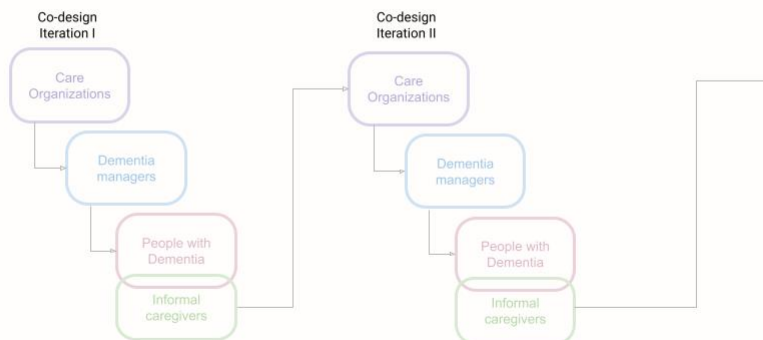 Co-design
Iteration I
Care
Organizations
Dementia
managers
People with
Dementia
Informal
caregivers
Co-design
Iteration II
Care
Organizations
Dementia
managers
People with
Dementia
Informal
caregivers